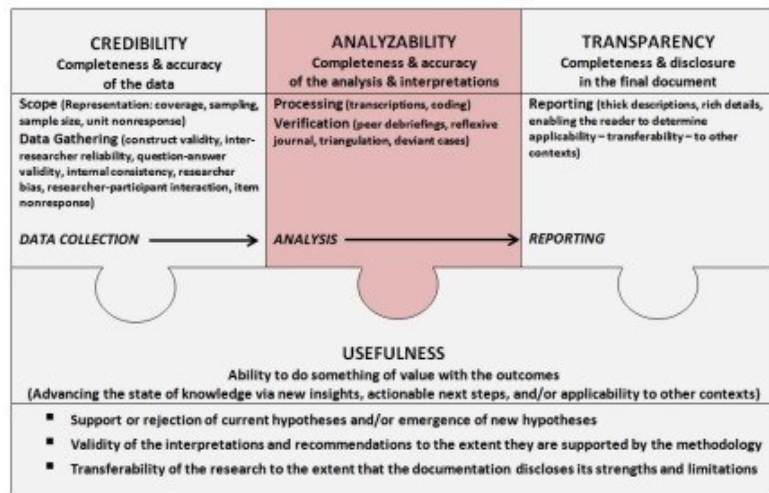 CREDIBILITY
Completeness & accuracy
of the data
Scope (Representation: coverage, sampling,
sample size, unit nonresponse)
Data Gathering (construct validity, inter-
researcher reliability, question-answer
validity, internal consistency, researcher
bias, researcher-participant interaction, item
nonresponse)
DATA COLLECTION
ANALYZABILITY
Completeness & accuracy
of the analysis & interpretations
Processing (transcriptions, coding)
Verification (peer debriefings, reflexive
journal, triangulation, deviant cases)
ANALYSIS
TRANSPARENCY
Completeness & disclosure
in the final document
Reporting (thick descriptions, rich details,
enabling the reader to determine
applicability – transferability – to other
contexts)
REPORTING
USEFULNESS
Ability to do something of value with the outcomes
(Advancing the state of knowledge via new insights, actionable next steps, and/or applicability to other contexts)
▪ Support or rejection of current hypotheses and/or emergence of new hypotheses
▪ Validity of the interpretations and recommendations to the extent they are supported by the methodology
▪ Transferability of the research to the extent that the documentation discloses its strengths and limitations